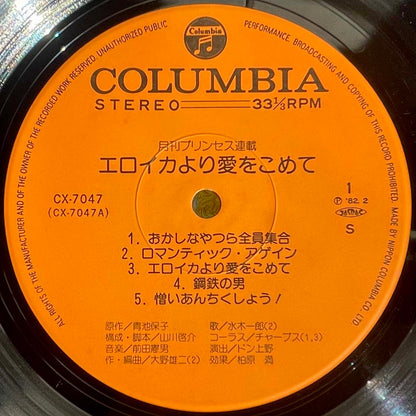 ALL RIGHTS OF THE MANUFACTURER AND OF THE OWNER OF THE RECORDED WORK RESERVED. UNAUTHORIZED PUBLIC PERFORMANCE, BROADCASTING AND COPYING OF THIS RECORD PROHIBITED. MADE BY NIPPON COLUMBIA CO. LTD.
Columbia
COLUMBIA
STEREO 33⅓RPM
月刊プリンセス連載
エロイカより愛をこめて
CX-7047
(CX-7047A)
1
Ⓟ '82. 2
S
1. おかしなやつら全員集合
2. ロマンティック・アゲイン
3. エロイカより愛をこめて
4. 鋼鉄の男
5. 憎いあんちくしょう！
原作／青池保子
構成・脚本／山川啓介
音楽／前田憲男
作・編曲／大野雄二(2)
歌／水木一郎(2)
コーラス／チャープス(1,3)
演出／ドン上野
効果／柏原 満